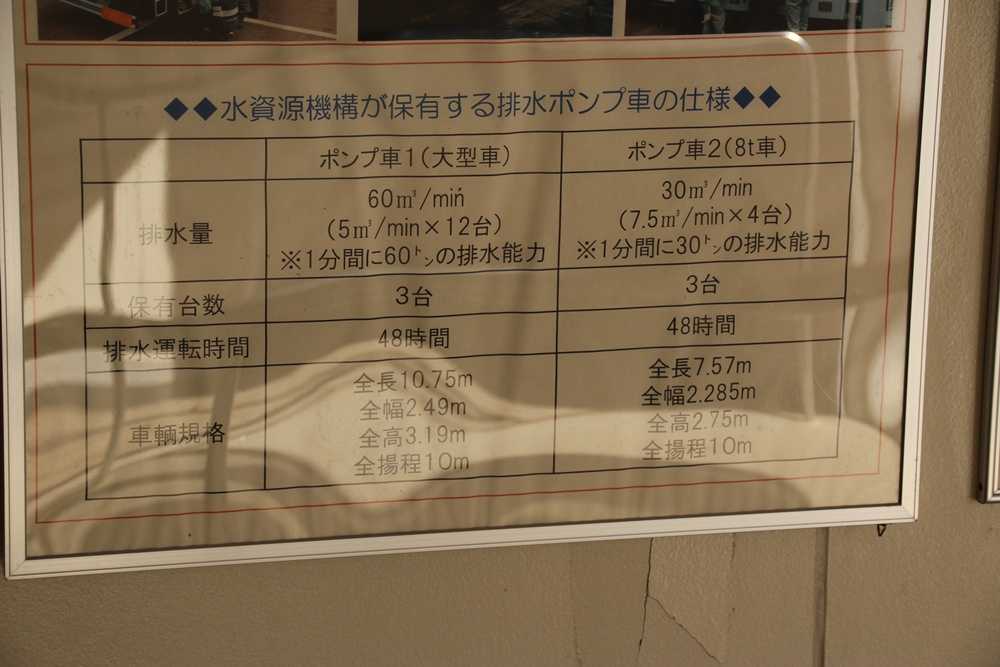 ◆◆水資源機構が保有する排水ポンプ車の仕様◆◆
ポンプ車1(大型車) ポンプ車2(8t車)
排水量
60㎥/min
(5㎥/min×12台)
※1分間に60㌧の排水能力
30㎥/min
(7.5㎥/min×4台)
※1分間に30㌧の排水能力
保有台数 3台 3台
排水運転時間 48時間 48時間
車輌規格
全長10.75m
全幅2.49m
全高3.19m
全揚程10m
全長7.57m
全幅2.285m
全高2.75m
全揚程10m